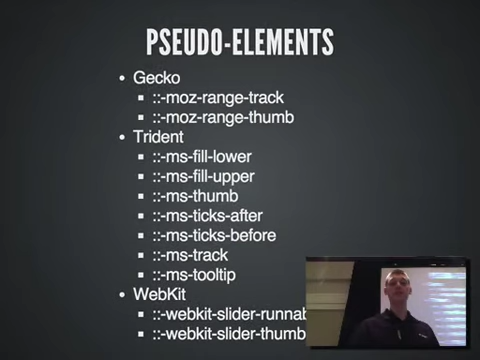 PSEUDO-ELEMENTS
Gecko
::-moz-range-track
::-moz-range-thumb
Trident
::-ms-fill-lower
::-ms-fill-upper
::-ms-thumb
::-ms-ticks-after
::-ms-ticks-before
::-ms-track
::-ms-tooltip
WebKit
::-webkit-slider-runnab
::-webkit-slider-thumb